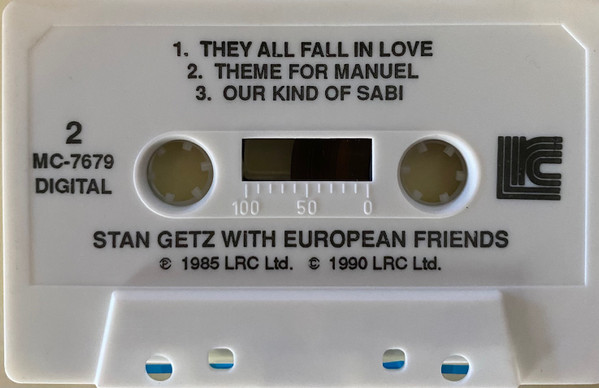 1. THEY ALL FALL IN LOVE
2. THEME FOR MANUEL
3. OUR KIND OF SABI
2
MC-7679
DIGITAL
LRC
100 50 0
STAN GETZ WITH EUROPEAN FRIENDS
℗ 1985 LRC Ltd. © 1990 LRC Ltd.